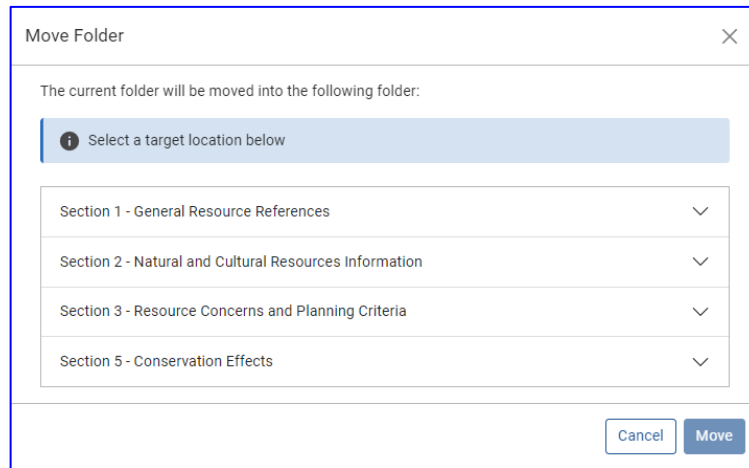 Move Folder
The current folder will be moved into the following folder:
Select a target location below
Section 1 - General Resource References
Section 2 - Natural and Cultural Resources Information
Section 3 - Resource Concerns and Planning Criteria
Section 5 - Conservation Effects
Cancel Move